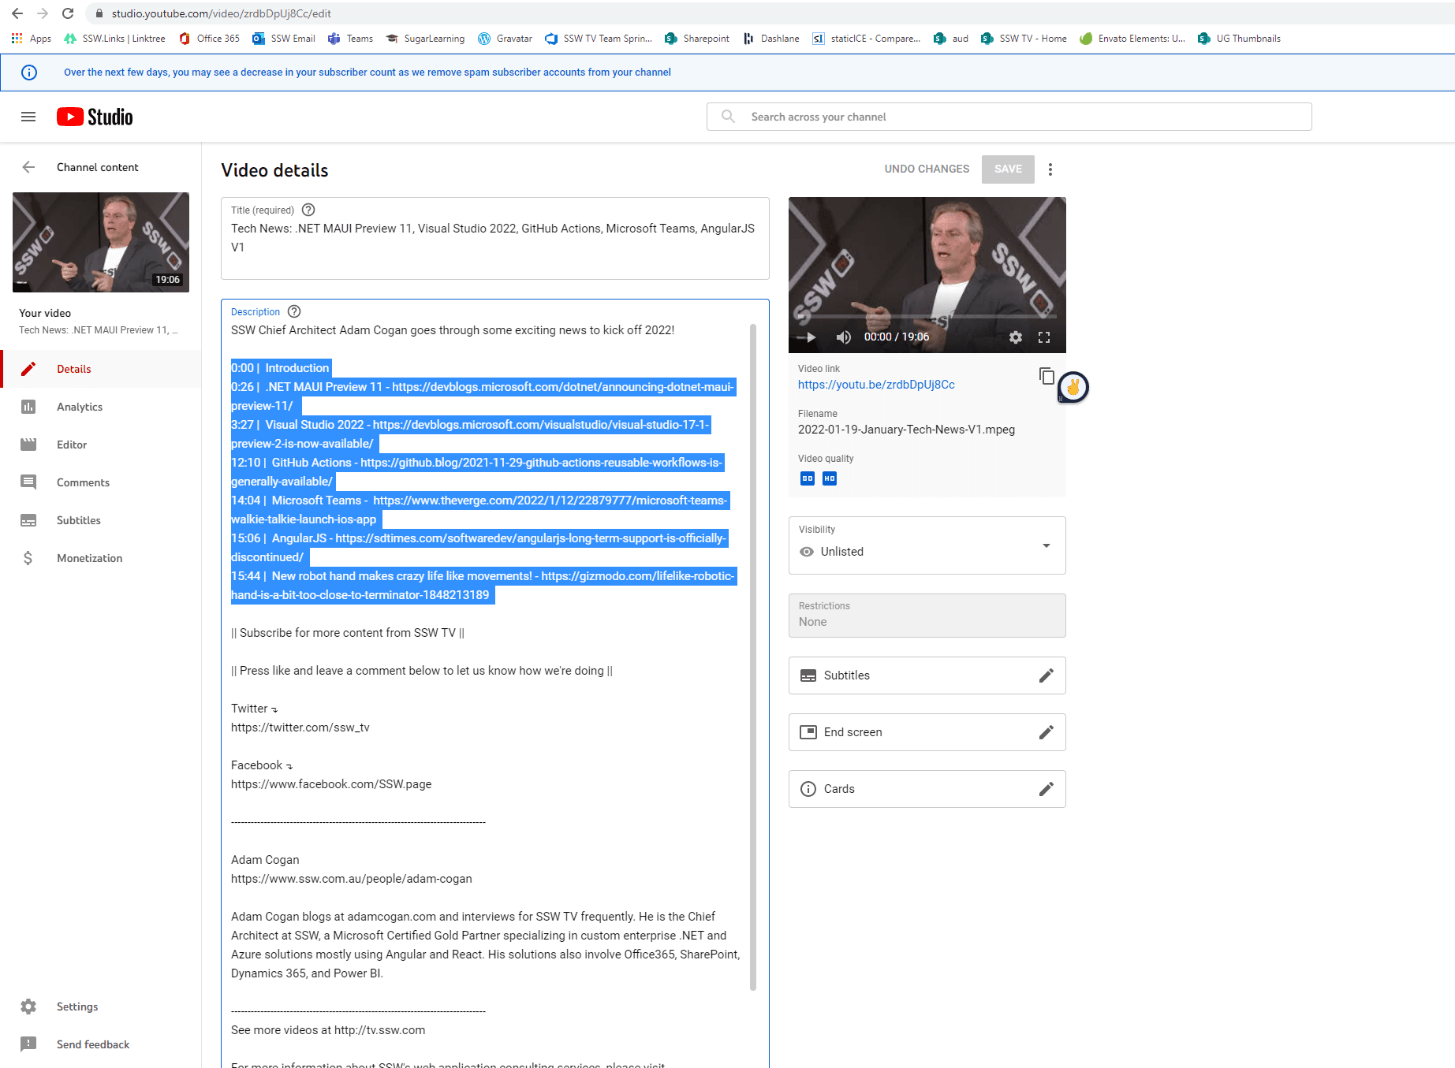 studio.youtube.com/video/zrdbDpUj8Cc/edit
Apps SSW.Links | Linktree Office 365 SSW Email Teams SugarLearning Gravatar SSW TV Team Sprin... Sharepoint Dashlane staticICE - Compare... aud SSW TV - Home Envato Elements: U... UG Thumbnails
Over the next few days, you may see a decrease in your subscriber count as we remove spam subscriber accounts from your channel
Studio
Search across your channel
Channel content
19:06
Your video
Tech News: .NET MAUI Preview 11, ...
Details
Analytics
Editor
Comments
Subtitles
Monetization
Settings
Send feedback
Video details
UNDO CHANGES SAVE
Title (required)
Tech News: .NET MAUI Preview 11, Visual Studio 2022, GitHub Actions, Microsoft Teams, AngularJS
V1
Description
SSW Chief Architect Adam Cogan goes through some exciting news to kick off 2022!
0:00 | Introduction
0:26 | .NET MAUI Preview 11 - https://devblogs.microsoft.com/dotnet/announcing-dotnet-maui-
preview-11/
3:27 | Visual Studio 2022 - https://devblogs.microsoft.com/visualstudio/visual-studio-17-1-
preview-2-is-now-available/
12:10 | GitHub Actions - https://github.blog/2021-11-29-github-actions-reusable-workflows-is-
generally-available/
14:04 | Microsoft Teams - https://www.theverge.com/2022/1/12/22879777/microsoft-teams-
walkie-talkie-launch-ios-app
15:06 | AngularJS - https://sdtimes.com/softwaredev/angularjs-long-term-support-is-officially-
discontinued/
15:44 | New robot hand makes crazy life like movements! - https://gizmodo.com/lifelike-robotic-
hand-is-a-bit-too-close-to-terminator-1848213189
|| Subscribe for more content from SSW TV ||
|| Press like and leave a comment below to let us know how we're doing ||
Twitter ⤵
https://twitter.com/ssw_tv
Facebook ⤵
https://www.facebook.com/SSW.page
------------------------------------------------------------------------------
Adam Cogan
https://www.ssw.com.au/people/adam-cogan
Adam Cogan blogs at adamcogan.com and interviews for SSW TV frequently. He is the Chief
Architect at SSW, a Microsoft Certified Gold Partner specializing in custom enterprise .NET and
Azure solutions mostly using Angular and React. His solutions also involve Office365, SharePoint,
Dynamics 365, and Power BI.
------------------------------------------------------------------------------
See more videos at http://tv.ssw.com
For more information about SSW's web application consulting services, please visit
SSW
SSW
00:00 / 19:06
Video link
https://youtu.be/zrdbDpUj8Cc
Filename
2022-01-19-January-Tech-News-V1.mpeg
Video quality
SD HD
Visibility
Unlisted
Restrictions
None
Subtitles
End screen
Cards